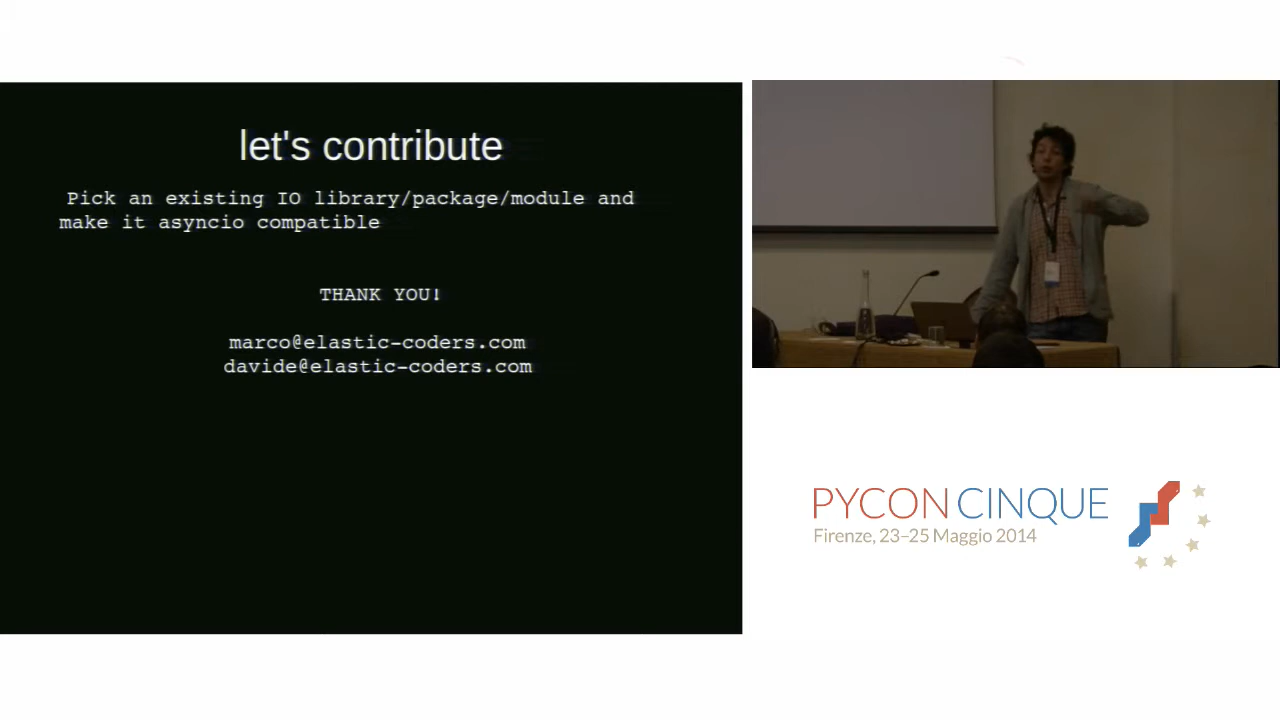 let's contribute
Pick an existing IO library/package/module and
make it asyncio compatible
THANK YOU!
marco@elastic-coders.com
davide@elastic-coders.com
PYCON CINQUE
Firenze, 23–25 Maggio 2014